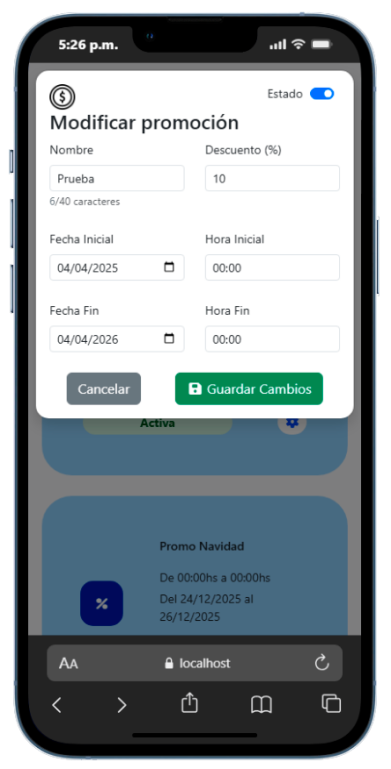 5:26 p.m.
$
Estado
Modificar promoción
Nombre
Descuento (%)
Prueba
10
6/40 caracteres
Fecha Inicial
Hora Inicial
04/04/2025
00:00
Fecha Fin
Hora Fin
04/04/2026
00:00
Cancelar
Guardar Cambios
Activa
Promo Navidad
De 00:00hs a 00:00hs
%
Del 24/12/2025 al
26/12/2025
AA
localhost